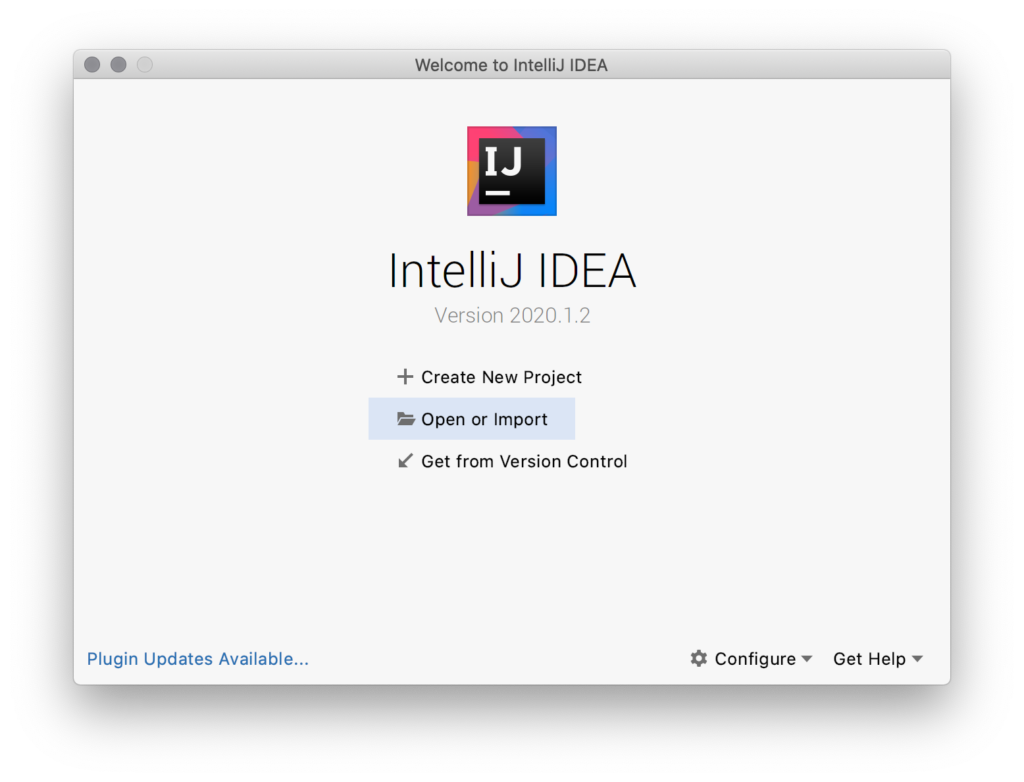 Welcome to IntelliJ IDEA
IJ
IntelliJ IDEA
Version 2020.1.2
Create New Project
Open or Import
Get from Version Control
Plugin Updates Available...
Configure
Get Help